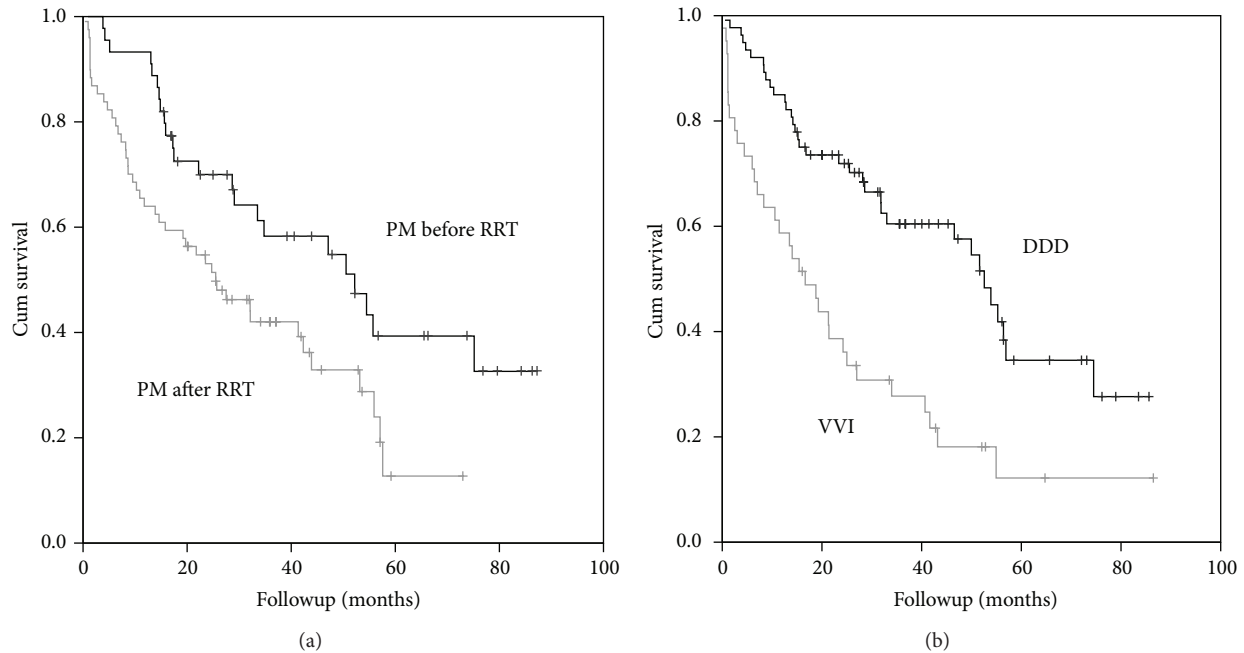 1.0
0.8
0.6
0.4
0.2
0.0
Cum survival
PM before RRT
PM after RRT
0 20 40 60 80 100
Followup (months)
(a)
1.0
0.8
0.6
0.4
0.2
0.0
Cum survival
DDD
VVI
0 20 40 60 80 100
Followup (months)
(b)